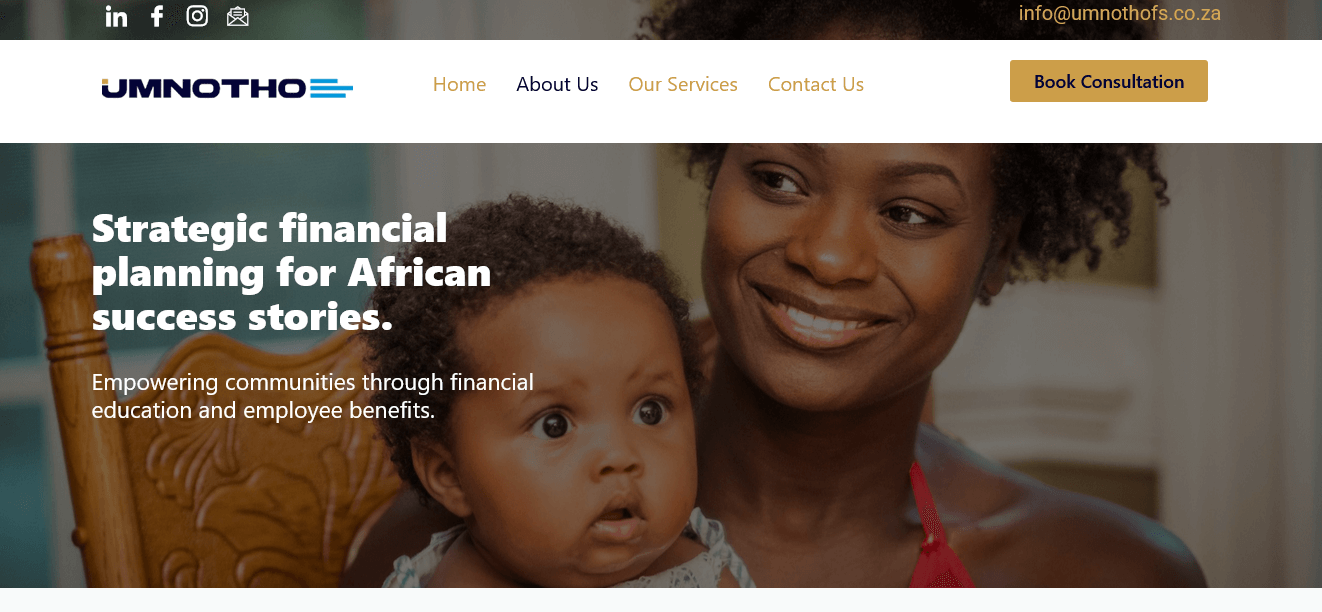 info@umnothofs.co.za
UMNOTHO
Home About Us Our Services Contact Us
Book Consultation
Strategic financial
planning for African
success stories.
Empowering communities through financial
education and employee benefits.